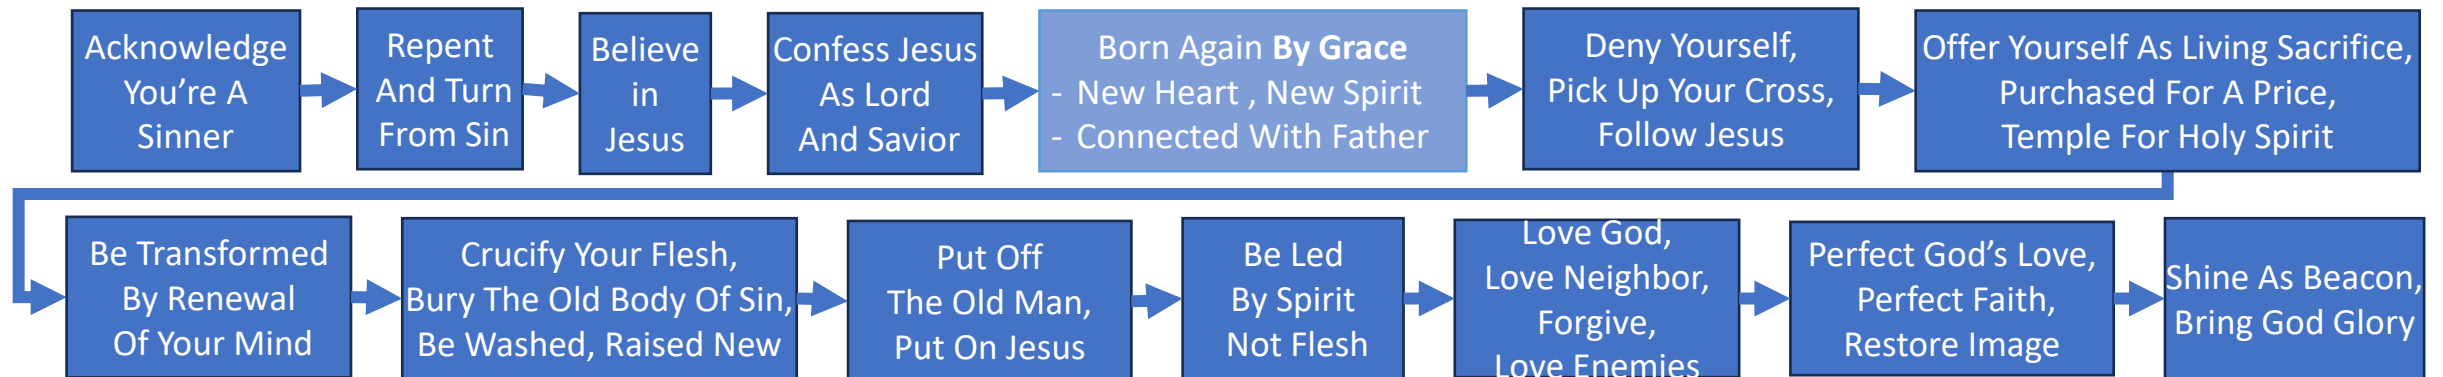 Acknowledge
You're A
Sinner
Repent
And Turn
From Sin
Believe
in
Jesus
Confess Jesus
As Lord
And Savior
Born Again By Grace
- New Heart , New Spirit
- Connected With Father
Deny Yourself,
Pick Up Your Cross,
Follow Jesus
Offer Yourself As Living Sacrifice,
Purchased For A Price,
Temple For Holy Spirit
Be Transformed
By Renewal
Of Your Mind
Crucify Your Flesh,
Bury The Old Body Of Sin,
Be Washed, Raised New
Put Off
The Old Man,
Put On Jesus
Be Led
By Spirit
Not Flesh
Love God,
Love Neighbor,
Forgive,
Love Enemies
Perfect God's Love,
Perfect Faith,
Restore Image
Shine As Beacon,
Bring God Glory